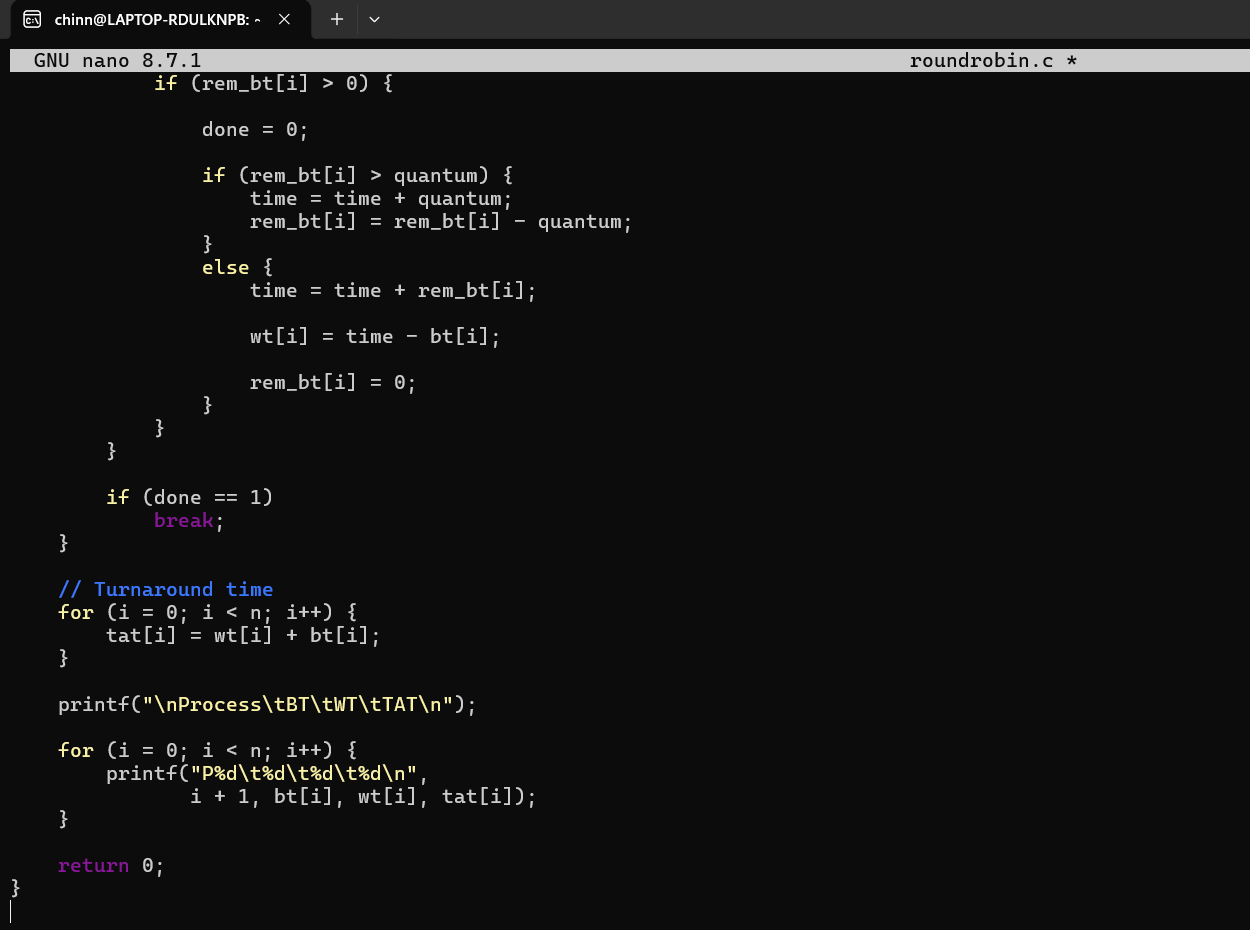 chinn@LAPTOP-RDULKNPB: ~
GNU nano 8.7.1 roundrobin.c *
            if (rem_bt[i] > 0) {

                done = 0;

                if (rem_bt[i] > quantum) {
                    time = time + quantum;
                    rem_bt[i] = rem_bt[i] - quantum;
                }
                else {
                    time = time + rem_bt[i];

                    wt[i] = time - bt[i];

                    rem_bt[i] = 0;
                }
            }
        }

        if (done == 1)
            break;
    }

    // Turnaround time
    for (i = 0; i < n; i++) {
        tat[i] = wt[i] + bt[i];
    }

    printf("\nProcess\tBT\tWT\tTAT\n");

    for (i = 0; i < n; i++) {
        printf("P%d\t%d\t%d\t%d\n",
               i + 1, bt[i], wt[i], tat[i]);
    }

    return 0;
}